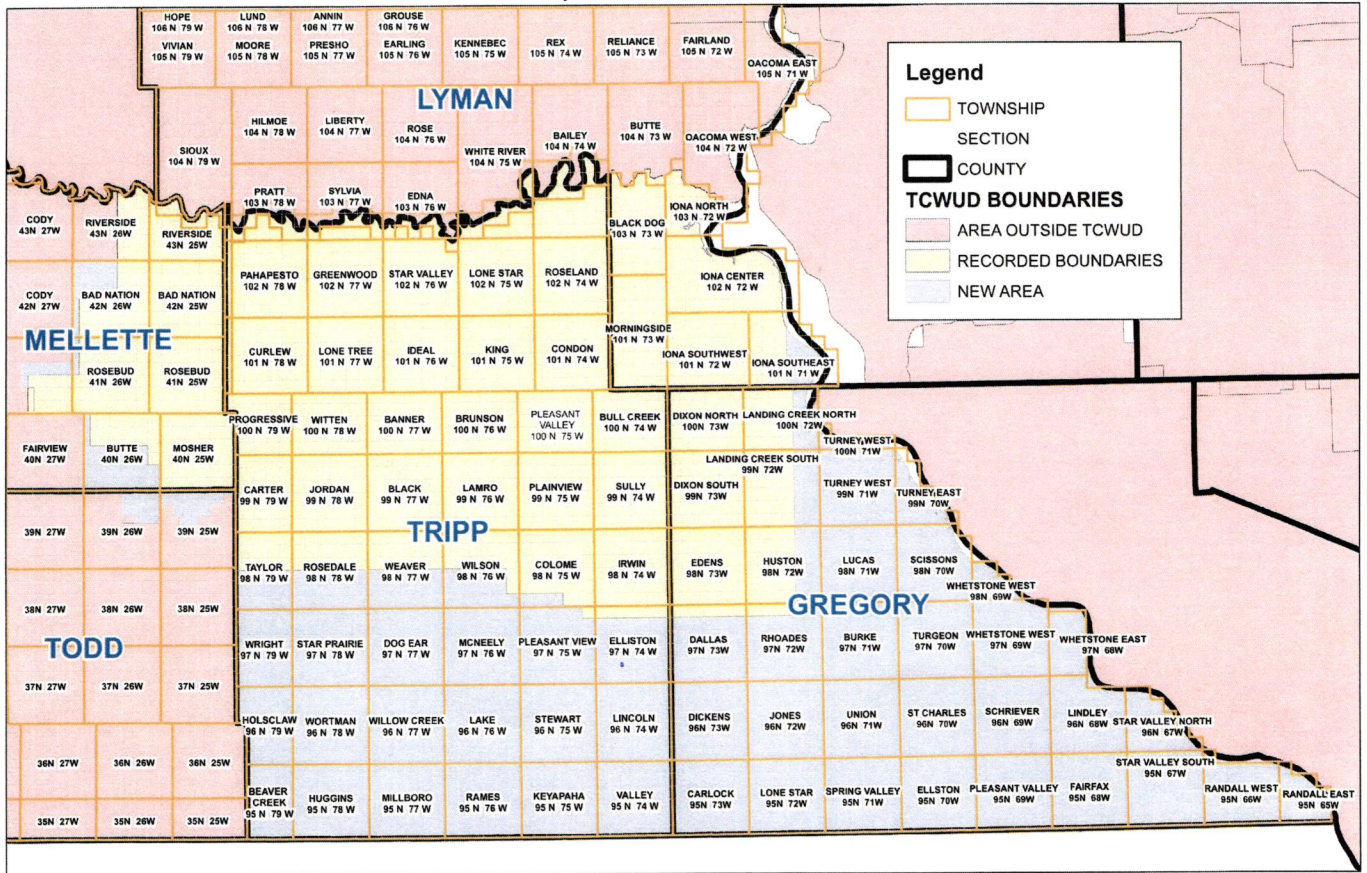 HOPE
106 N 79 W
LUND
106 N 78 W
ANNIN
106 N 77 W
GROUSE
106 N 76 W
VIVIAN
105 N 79 W
MOORE
105 N 78 W
PRESHO
105 N 77 W
EARLING
105 N 76 W
KENNEBEC
105 N 75 W
REX
105 N 74 W
RELIANCE
105 N 73 W
FAIRLAND
105 N 72 W
OACOMA EAST
105 N 71 W
LYMAN
SIOUX
104 N 79 W
HILMOE
104 N 78 W
LIBERTY
104 N 77 W
ROSE
104 N 76 W
WHITE RIVER
104 N 75 W
BAILEY
104 N 74 W
BUTTE
104 N 73 W
OACOMA WEST
104 N 72 W
PRATT
103 N 78 W
SYLVIA
103 N 77 W
EDNA
103 N 76 W
BLACK DOG
103 N 73 W
IONA NORTH
103 N 72 W
Legend
TOWNSHIP
SECTION
COUNTY
TCWUD BOUNDARIES
AREA OUTSIDE TCWUD
RECORDED BOUNDARIES
NEW AREA
CODY
43N 27W
RIVERSIDE
43N 26W
RIVERSIDE
43N 25W
CODY
42N 27W
BAD NATION
42N 26W
BAD NATION
42N 25W
MELLETTE
ROSEBUD
41N 26W
ROSEBUD
41N 25W
FAIRVIEW
40N 27W
BUTTE
40N 26W
MOSHER
40N 25W
PAHAPESTO
102 N 78 W
GREENWOOD
102 N 77 W
STAR VALLEY
102 N 76 W
LONE STAR
102 N 75 W
ROSELAND
102 N 74 W
IONA CENTER
102 N 72 W
CURLEW
101 N 78 W
LONE TREE
101 N 77 W
IDEAL
101 N 76 W
KING
101 N 75 W
CONDON
101 N 74 W
MORNINGSIDE
101 N 73 W
IONA SOUTHWEST
101 N 72 W
IONA SOUTHEAST
101 N 71 W
PROGRESSIVE
100 N 79 W
WITTEN
100 N 78 W
BANNER
100 N 77 W
BRUNSON
100 N 76 W
PLEASANT
VALLEY
100 N 75 W
BULL CREEK
100 N 74 W
DIXON NORTH
100N 73W
LANDING CREEK NORTH
100N 72W
TURNEY WEST
100N 71W
LANDING CREEK SOUTH
99N 72W
CARTER
99 N 79 W
JORDAN
99 N 78 W
BLACK
99 N 77 W
LAMRO
99 N 76 W
PLAINVIEW
99 N 75 W
SULLY
99 N 74 W
DIXON SOUTH
99N 73W
TURNEY WEST
99N 71W
TURNEY EAST
99N 70W
TRIPP
39N 27W
39N 26W
39N 25W
TAYLOR
98 N 79 W
ROSEDALE
98 N 78 W
WEAVER
98 N 77 W
WILSON
98 N 76 W
COLOME
98 N 75 W
IRWIN
98 N 74 W
EDENS
98N 73W
HUSTON
98N 72W
LUCAS
98N 71W
SCISSONS
98N 70W
WHETSTONE WEST
98N 69W
GREGORY
38N 27W
38N 26W
38N 25W
TODD
WRIGHT
97 N 79 W
STAR PRAIRIE
97 N 78 W
DOG EAR
97 N 77 W
MCNEELY
97 N 76 W
PLEASANT VIEW
97 N 75 W
ELLISTON
97 N 74 W
DALLAS
97N 73W
RHOADES
97N 72W
BURKE
97N 71W
TURGEON
97N 70W
WHETSTONE WEST
97N 69W
WHETSTONE EAST
97N 68W
37N 27W
37N 26W
37N 25W
HOLSCLAW
96 N 79 W
WORTMAN
96 N 78 W
WILLOW CREEK
96 N 77 W
LAKE
96 N 76 W
STEWART
96 N 75 W
LINCOLN
96 N 74 W
DICKENS
96N 73W
JONES
96N 72W
UNION
96N 71W
ST CHARLES
96N 70W
SCHRIEVER
96N 69W
LINDLEY
96N 68W
STAR VALLEY NORTH
96N 67W
36N 27W
36N 26W
36N 25W
STAR VALLEY SOUTH
95N 67W
BEAVER
CREEK
95 N 79 W
HUGGINS
95 N 78 W
MILLBORO
95 N 77 W
RAMES
95 N 76 W
KEYAPAHA
95 N 75 W
VALLEY
95 N 74 W
CARLOCK
95N 73W
LONE STAR
95N 72W
SPRING VALLEY
95N 71W
ELLSTON
95N 70W
PLEASANT VALLEY
95N 69W
FAIRFAX
95N 68W
RANDALL WEST
95N 66W
RANDALL EAST
95N 65W
35N 27W
35N 26W
35N 25W